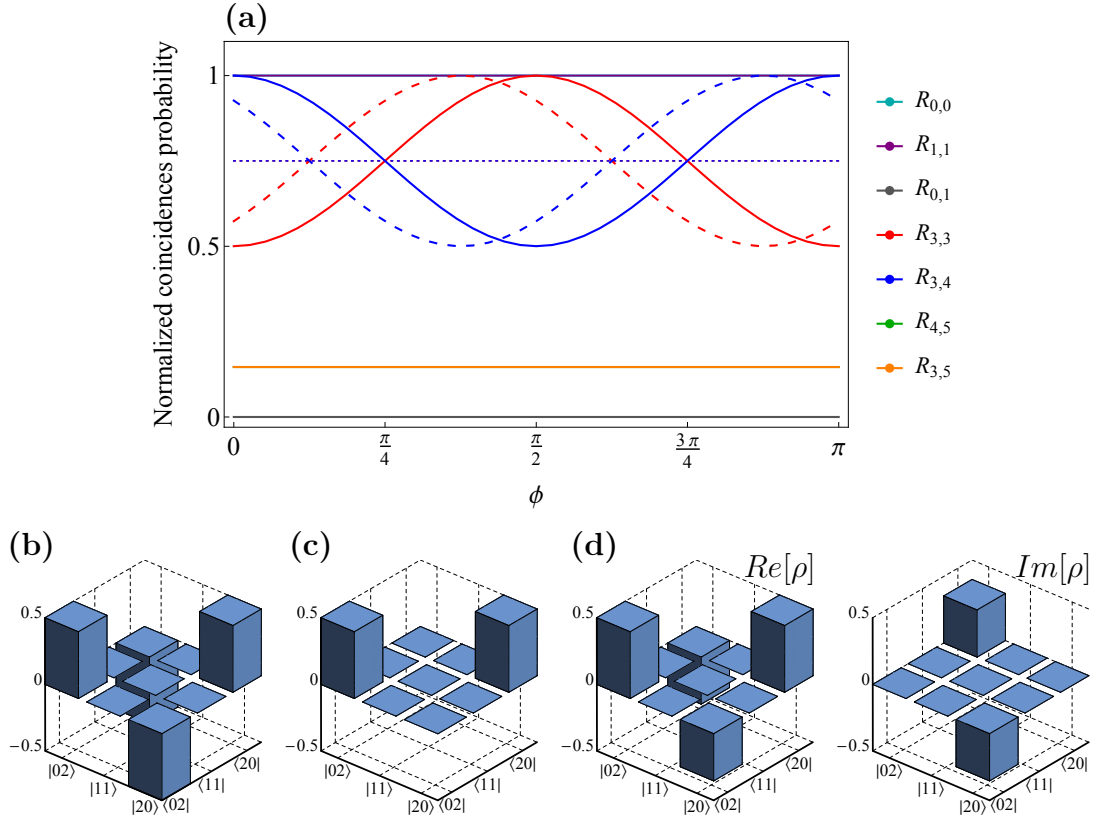 (a)
Normalized coincidences probability
1
0.5
0
0
π/4
π/2
3 π/4
π
ϕ
R0,0
R1,1
R0,1
R3,3
R3,4
R4,5
R3,5
(b)
0.5
0
−0.5
|02⟩
|11⟩
|20⟩
⟨02|
⟨11|
⟨20|
(c)
0.5
0
−0.5
|02⟩
|11⟩
|20⟩
⟨02|
⟨11|
⟨20|
(d)
Re[ρ]
0.5
0
−0.5
|02⟩
|11⟩
|20⟩
⟨02|
⟨11|
⟨20|
Im[ρ]
0.5
0
−0.5
|02⟩
|11⟩
|20⟩
⟨02|
⟨11|
⟨20|